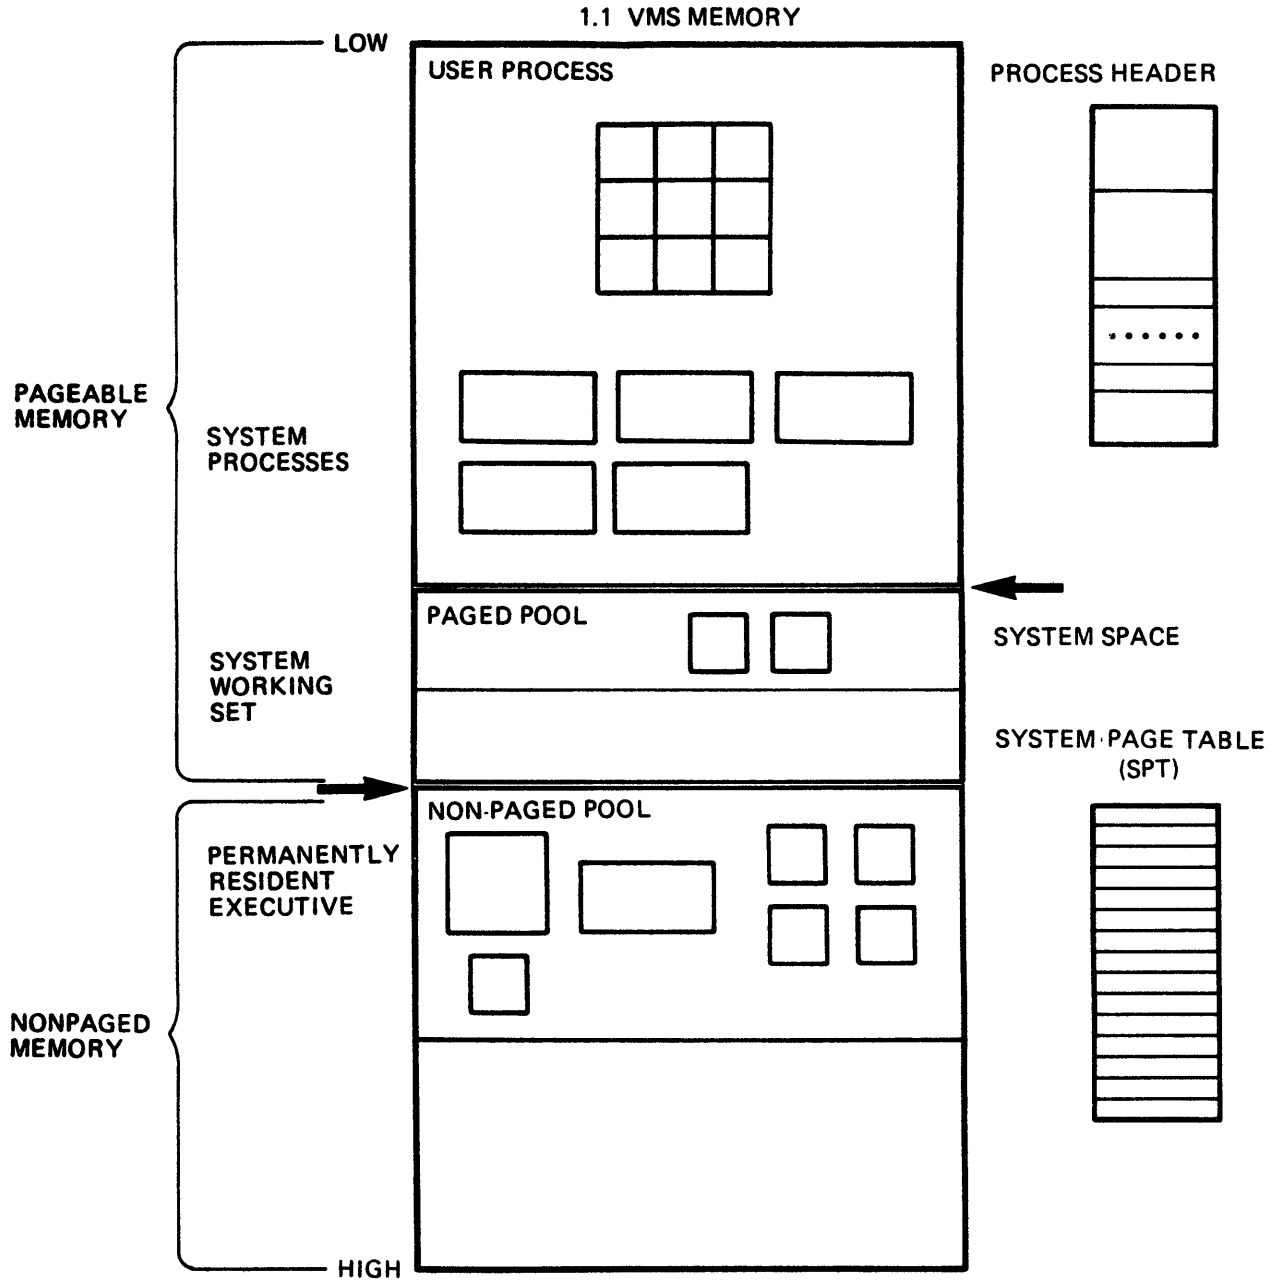 1.1 VMS MEMORY
LOW
USER PROCESS
PROCESS HEADER
PAGEABLE
MEMORY
SYSTEM
PROCESSES
PAGED POOL
SYSTEM SPACE
SYSTEM
WORKING
SET
SYSTEM PAGE TABLE
(SPT)
NON-PAGED POOL
PERMANENTLY
RESIDENT
EXECUTIVE
NONPAGED
MEMORY
HIGH